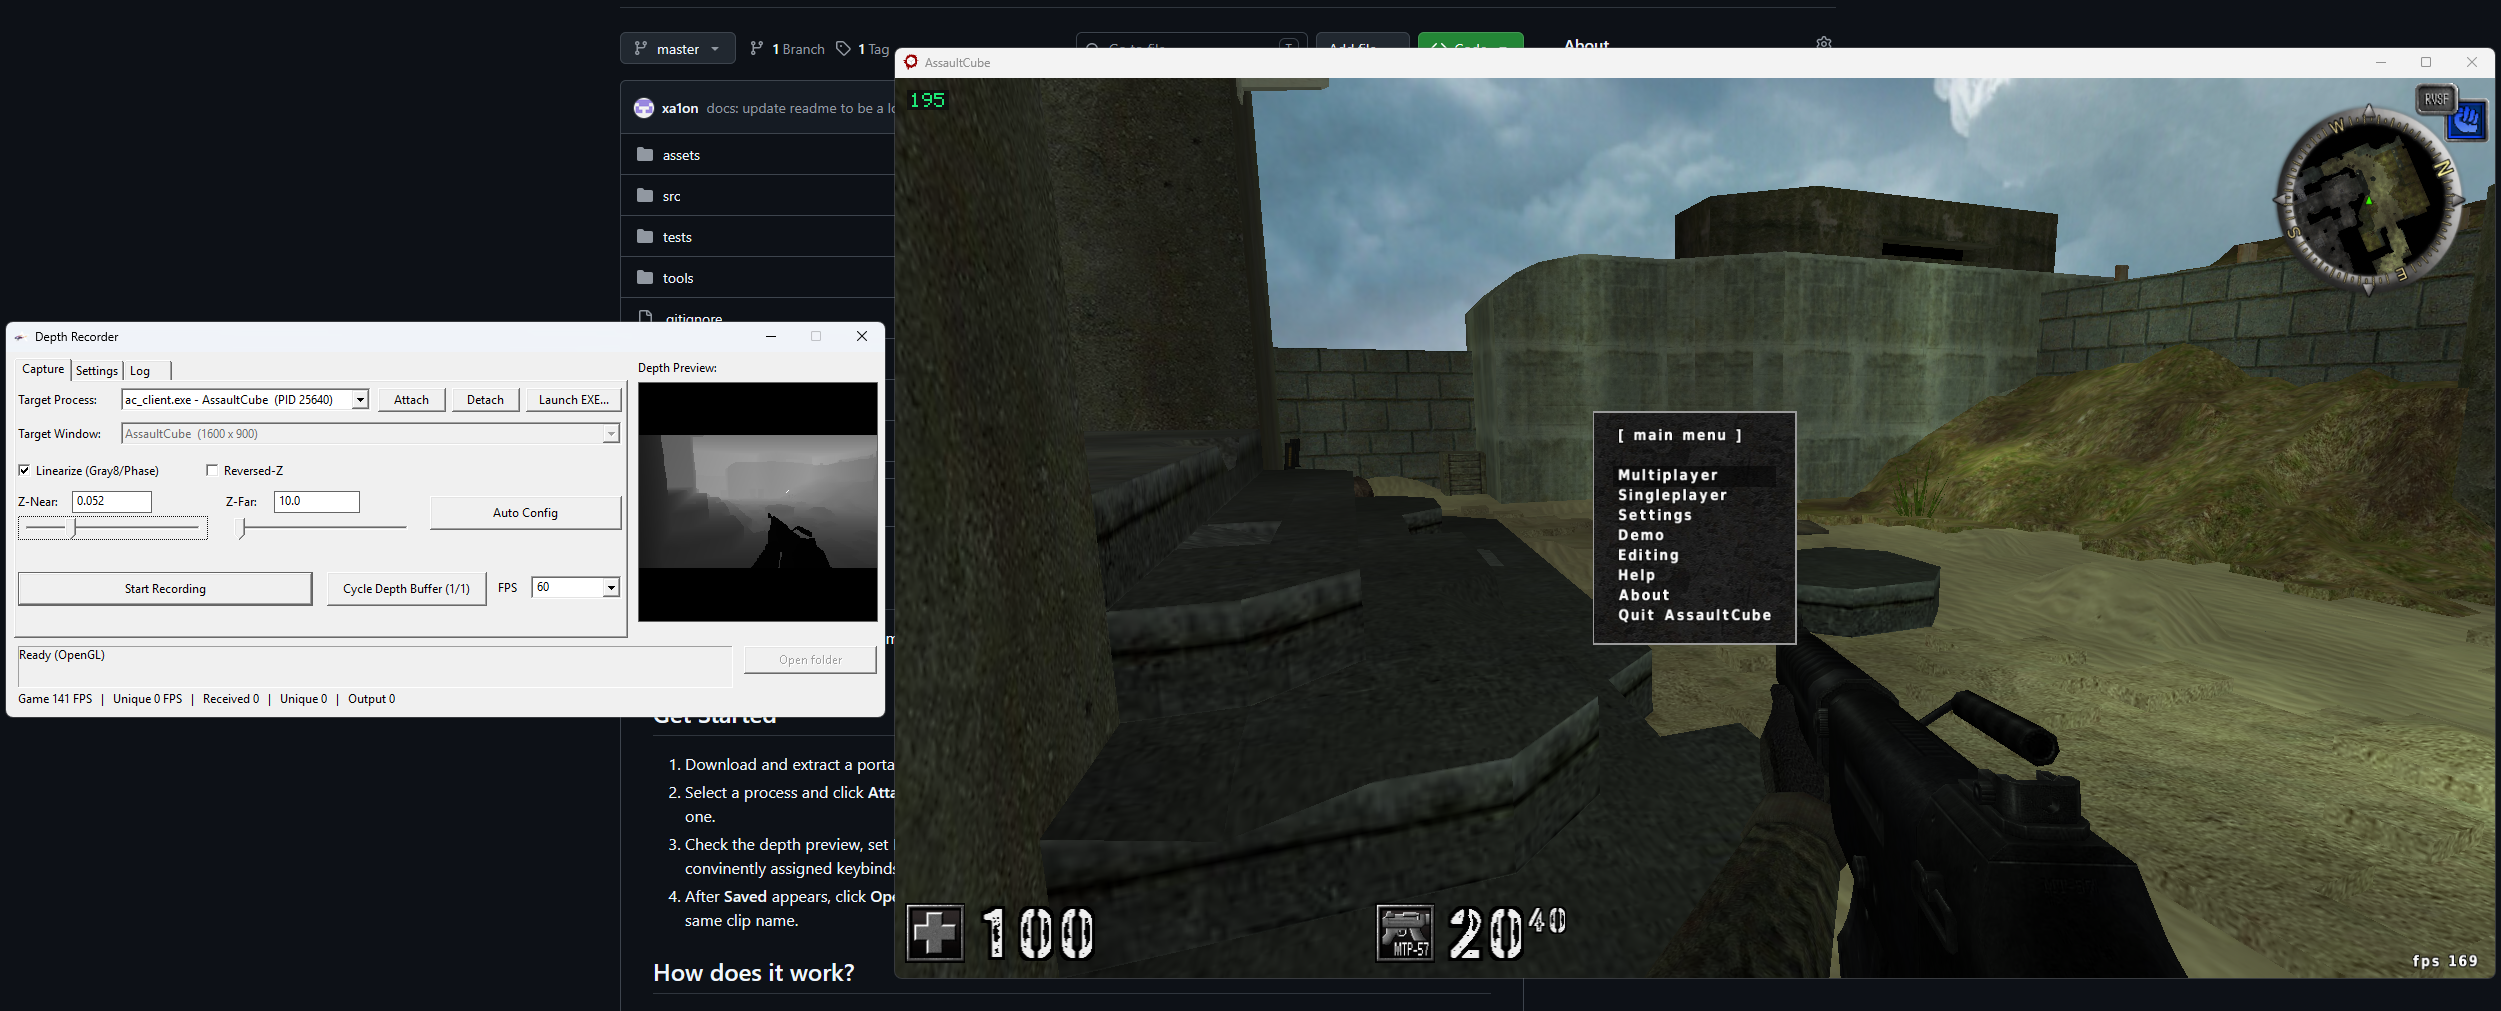 master
1 Branch
1 Tag
About
xa1on docs: update readme to be a lo
assets
src
tests
tools
.gitignore
Get Started
1. Download and extract a porta
2. Select a process and click Atta
one.
3. Check the depth preview, set
convinently assigned keybinds
4. After Saved appears, click Ope
same clip name.
How does it work?
Depth Recorder
Capture Settings Log
Target Process: ac_client.exe - AssaultCube (PID 25640) Attach Detach Launch EXE...
Target Window: AssaultCube (1600 x 900)
Linearize (Gray8/Phase) Reversed-Z
Z-Near: 0.052 Z-Far: 10.0
Auto Config
Start Recording Cycle Depth Buffer (1/1) FPS 60
Depth Preview:
Ready (OpenGL)
Open folder
Game 141 FPS | Unique 0 FPS | Received 0 | Unique 0 | Output 0
AssaultCube
195
RVSF
W
N
S
E
[ main menu ]
Multiplayer
Singleplayer
Settings
Demo
Editing
Help
About
Quit AssaultCube
100
MTP-57
20 40
fps 169